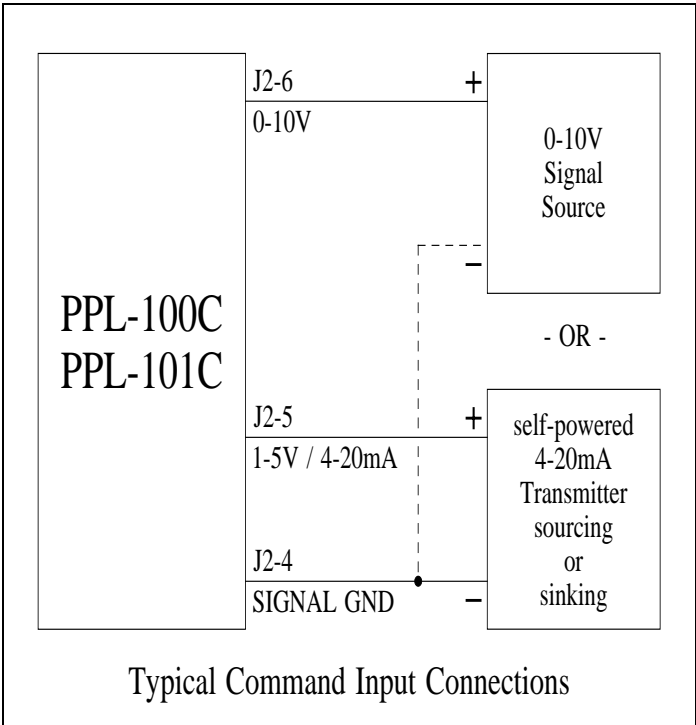 J2-6
+
0-10V
0-10V
Signal
Source
–
PPL-100C
PPL-101C
- OR -
J2-5
+
1-5V / 4-20mA
self-powered
4-20mA
Transmitter
sourcing
or
sinking
J2-4
SIGNAL GND
–
Typical Command Input Connections